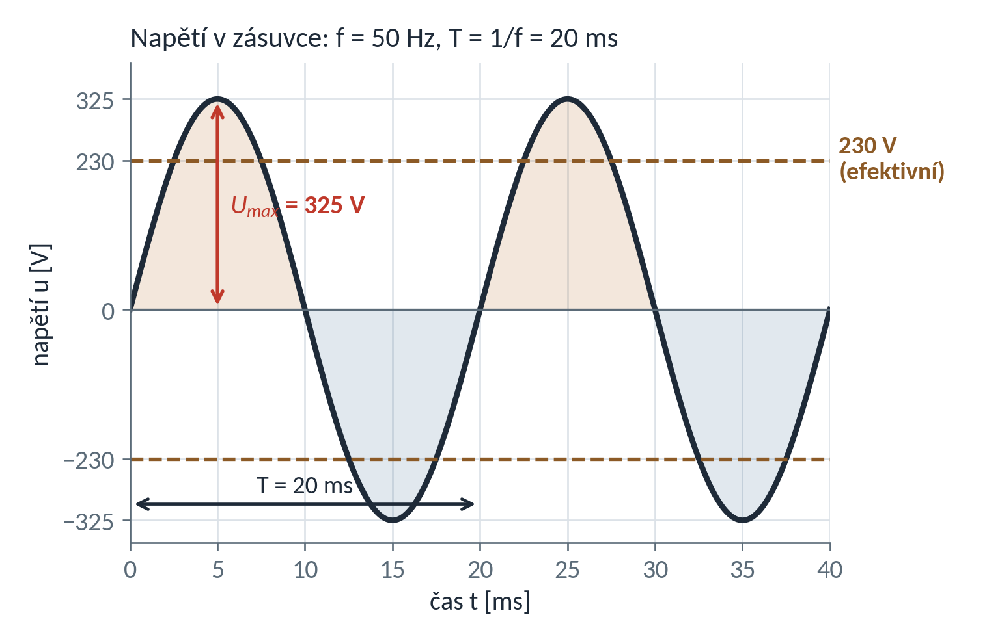 Napětí v zásuvce: f = 50 Hz, T = 1/f = 20 ms
325
230 V
230
(efektivní)
Umax = 325 V
napětí u [V]
0
−230
T = 20 ms
−325
0 5 10 15 20 25 30 35 40
čas t [ms]